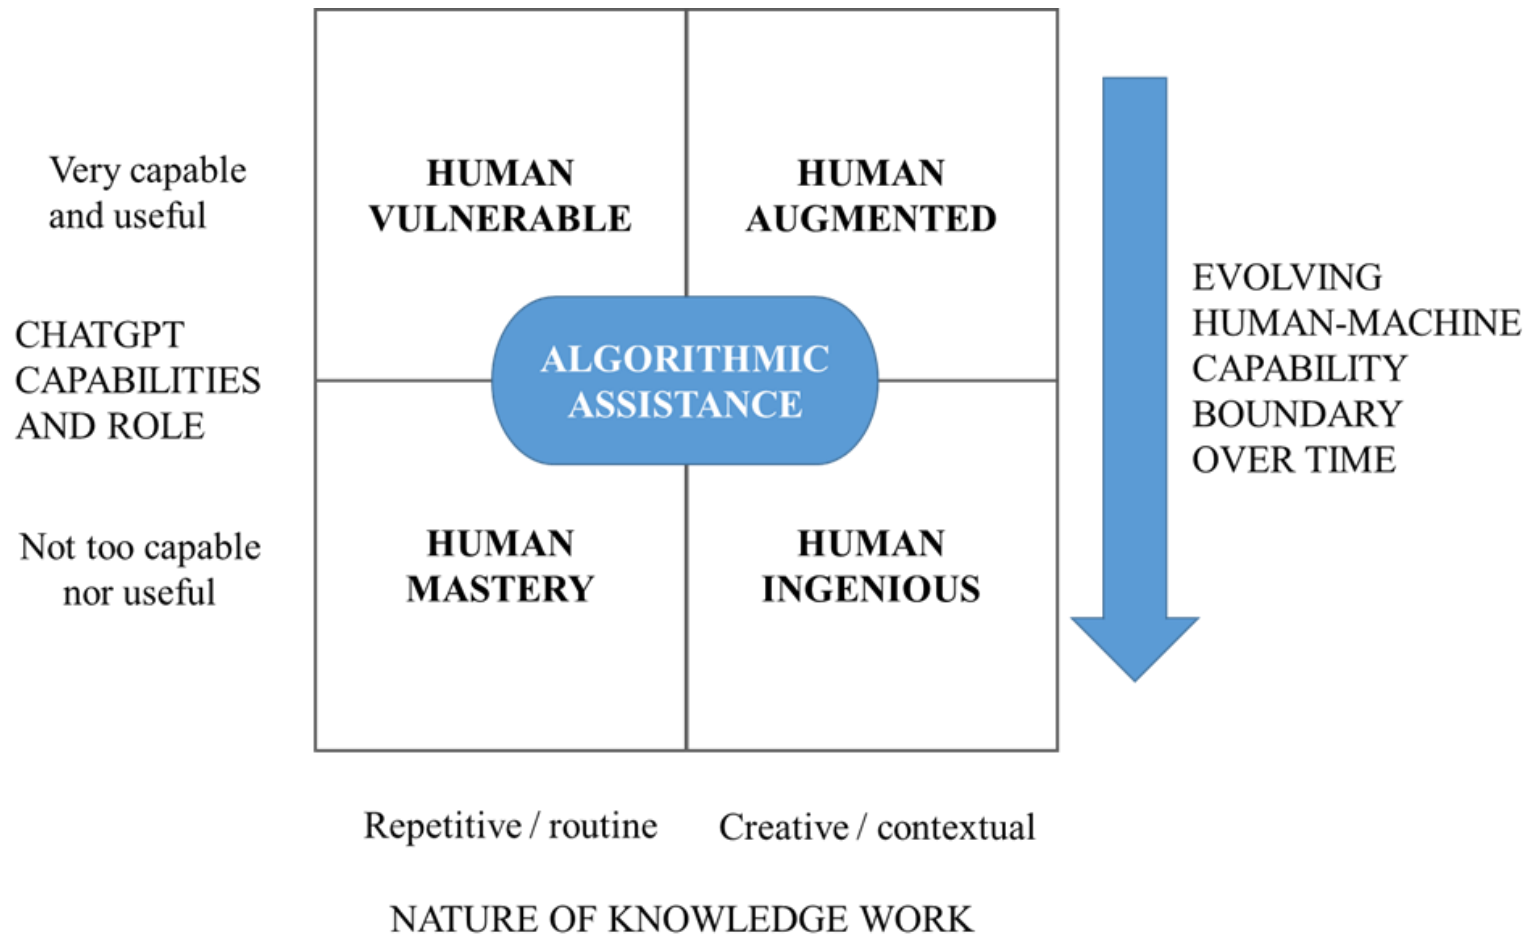 HUMAN
VULNERABLE
HUMAN
AUGMENTED
Very capable
and useful
CHATGPT
CAPABILITIES
AND ROLE
ALGORITHMIC
ASSISTANCE
EVOLVING
HUMAN-MACHINE
CAPABILITY
BOUNDARY
OVER TIME
Not too capable
nor useful
HUMAN
MASTERY
HUMAN
INGENIOUS
Repetitive / routine
Creative / contextual
NATURE OF KNOWLEDGE WORK